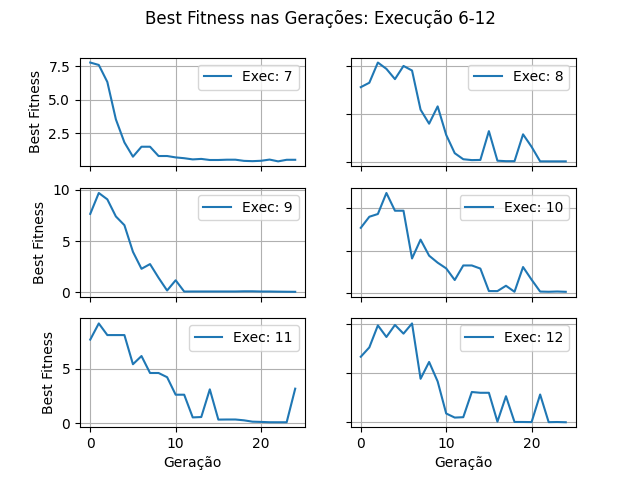 Best Fitness nas Gerações: Execução 6-12
7.5
5.0
2.5
Best Fitness
Exec: 7
Exec: 8
10
5
0
Best Fitness
Exec: 9
Exec: 10
5
0
Best Fitness
Exec: 11
0
10
20
Geração
Exec: 12
0
10
20
Geração